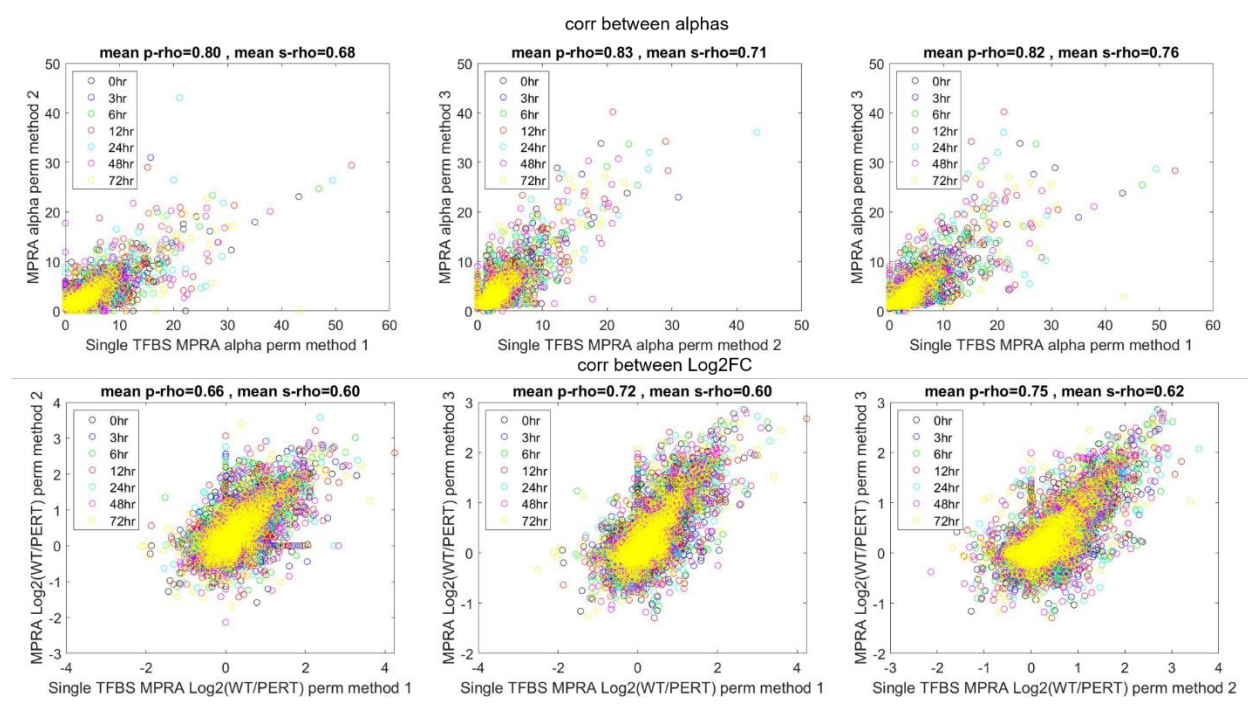 corr between alphas
mean p-rho=0.80 , mean s-rho=0.68
MPRA alpha perm method 2
50
40
30
20
10
0
0hr
3hr
6hr
12hr
24hr
48hr
72hr
0 10 20 30 40 50 60
Single TFBS MPRA alpha perm method 1
mean p-rho=0.83 , mean s-rho=0.71
MPRA alpha perm method 3
50
40
30
20
10
0
0hr
3hr
6hr
12hr
24hr
48hr
72hr
0 10 20 30 40 50
Single TFBS MPRA alpha perm method 2
mean p-rho=0.82 , mean s-rho=0.76
MPRA alpha perm method 3
50
40
30
20
10
0
0hr
3hr
6hr
12hr
24hr
48hr
72hr
0 10 20 30 40 50 60
Single TFBS MPRA alpha perm method 1
corr between Log2FC
mean p-rho=0.66 , mean s-rho=0.60
MPRA Log2(WT/PERT) perm method 2
4
3
2
1
0
-1
-2
-3
0hr
3hr
6hr
12hr
24hr
48hr
72hr
-4 -2 0 2 4
Single TFBS MPRA Log2(WT/PERT) perm method 1
mean p-rho=0.72 , mean s-rho=0.60
MPRA Log2(WT/PERT) perm method 3
3
2
1
0
-1
-2
0hr
3hr
6hr
12hr
24hr
48hr
72hr
-4 -2 0 2 4
Single TFBS MPRA Log2(WT/PERT) perm method 1
mean p-rho=0.75 , mean s-rho=0.62
MPRA Log2(WT/PERT) perm method 3
3
2
1
0
-1
-2
0hr
3hr
6hr
12hr
24hr
48hr
72hr
-3 -2 -1 0 1 2 3 4
Single TFBS MPRA Log2(WT/PERT) perm method 2